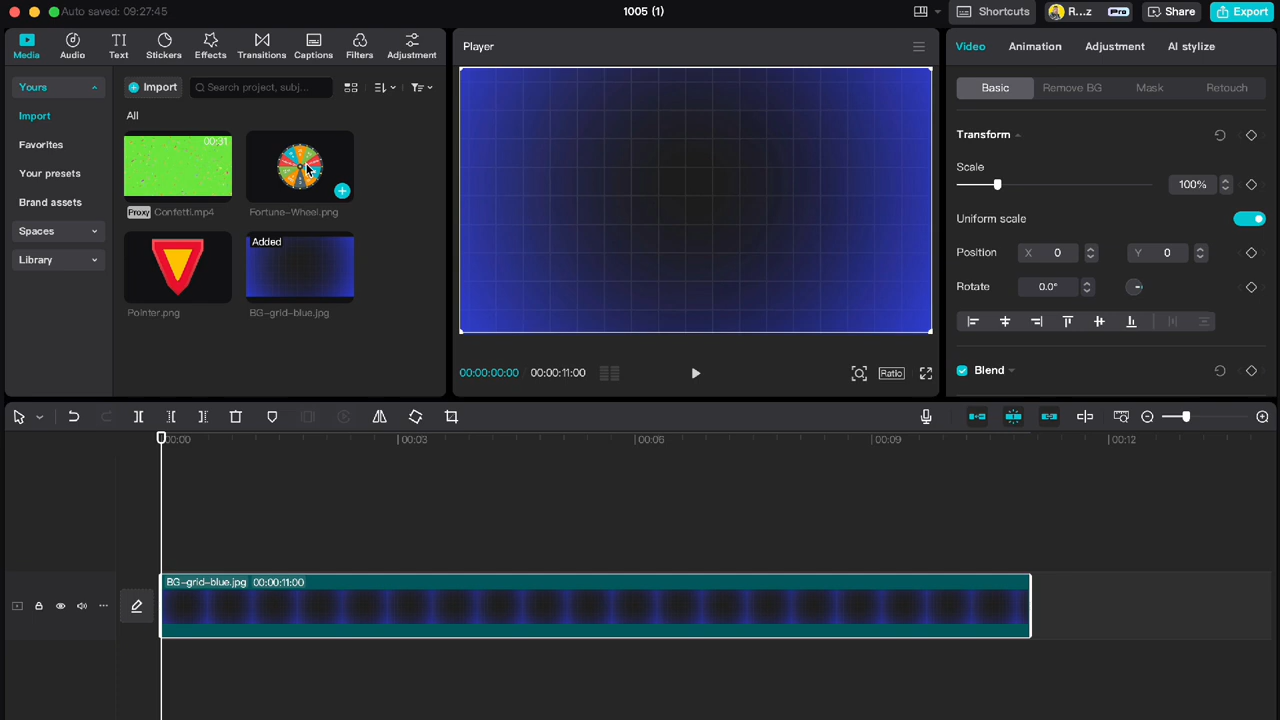 Auto saved: 09:27:45
1005 (1)
Shortcuts
R...z
Pro
Share
Export
Media
Audio
Text
Stickers
Effects
Transitions
Captions
Filters
Adjustment
Yours
Import
Favorites
Your presets
Brand assets
Spaces
Library
Import
Search project, subj...
All
00:31
Proxy Confetti.mp4
Fortune-Wheel.png
Added
Pointer.png
BG-grid-blue.jpg
Player
00:00:00:00 / 00:00:11:00
Ratio
Video
Animation
Adjustment
AI stylize
Basic
Remove BG
Mask
Retouch
Transform
Scale
100%
Uniform scale
Position
X 0
Y 0
Rotate
0.0°
Blend
00:00
00:03
00:06
00:09
00:12
BG-grid-blue.jpg 00:00:11:00